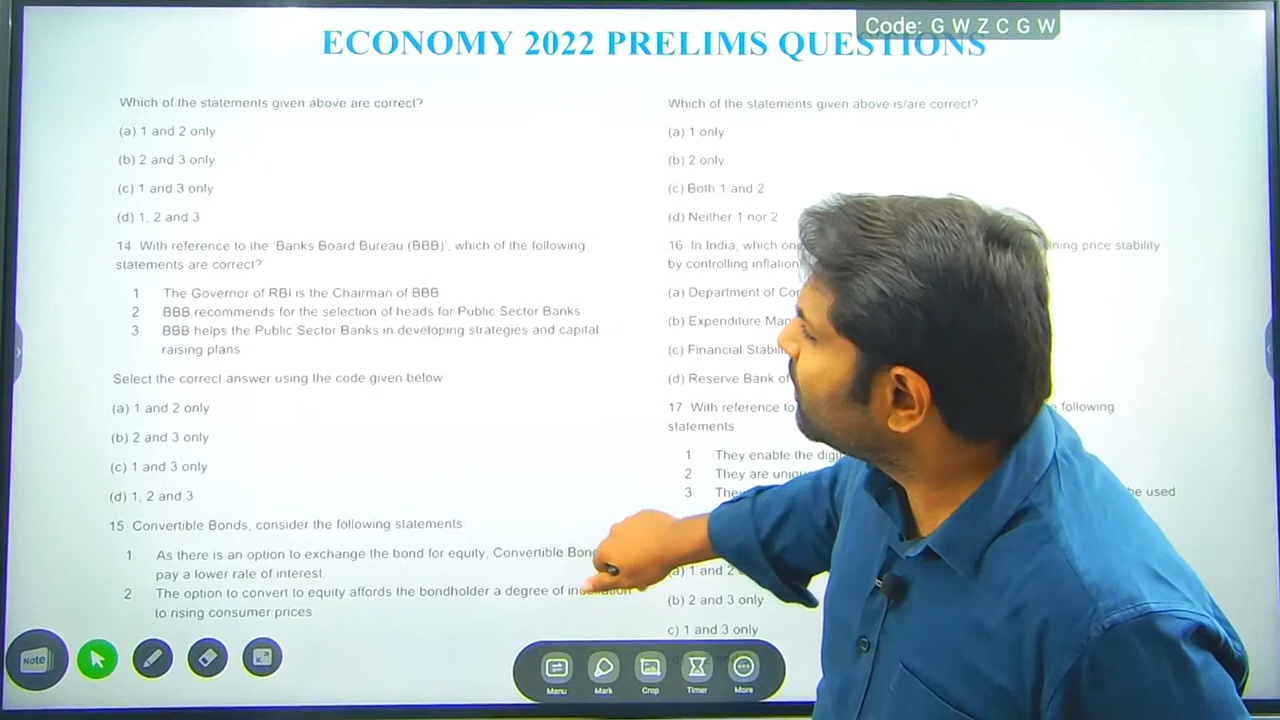 Code: G W Z C G W
ECONOMY 2022 PRELIMS QUESTIONS
Which of the statements given above are correct?
(a) 1 and 2 only
(b) 2 and 3 only
(c) 1 and 3 only
(d) 1, 2 and 3
14 With reference to the 'Banks Board Bureau (BBB)', which of the following
statements are correct?
1 The Governor of RBI is the Chairman of BBB
2 BBB recommends for the selection of heads for Public Sector Banks
3 BBB helps the Public Sector Banks in developing strategies and capital
raising plans
Select the correct answer using the code given below
(a) 1 and 2 only
(b) 2 and 3 only
(c) 1 and 3 only
(d) 1, 2 and 3
15 Convertible Bonds, consider the following statements:
1 As there is an option to exchange the bond for equity, Convertible
pay a lower rate of interest
2 The option to convert to equity affords the bondholder a degree of
to rising consumer prices
Which of the statements given above is/are correct?
(a) 1 only
(b) 2 only
(c) Both 1 and 2
(d) Neither 1 nor 2
16 In India, which price stability
by controlling inflation
(a) Department of
(b) Expenditure
(c) Financial
(d) Reserve Bank of
17 With reference to following
statements
1 They enable the
2 They are
3 used
(a) 1 and 2
(b) 2 and 3 only
c) 1 and 3 only
Note
Menu
Mark
Crop
Timer
More